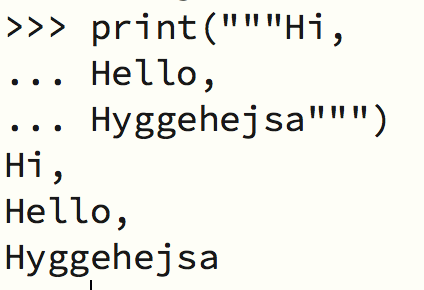 >>> print("""Hi,
... Hello,
... Hyggehejsa""")
Hi,
Hello,
Hyggehejsa